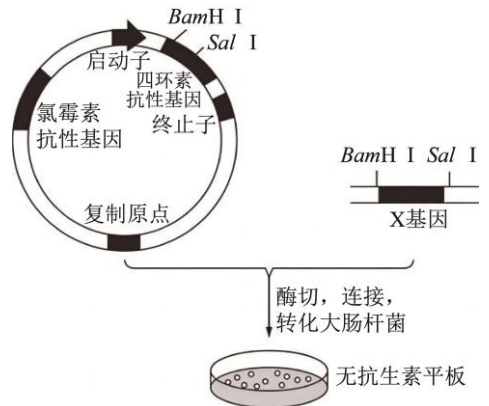 BamH I
Sal I
启动子
四环素
抗性基因
终止子
氯霉素
抗性基因
复制原点
BamH I Sal I
X基因
酶切，连接，
转化大肠杆菌
无抗生素平板